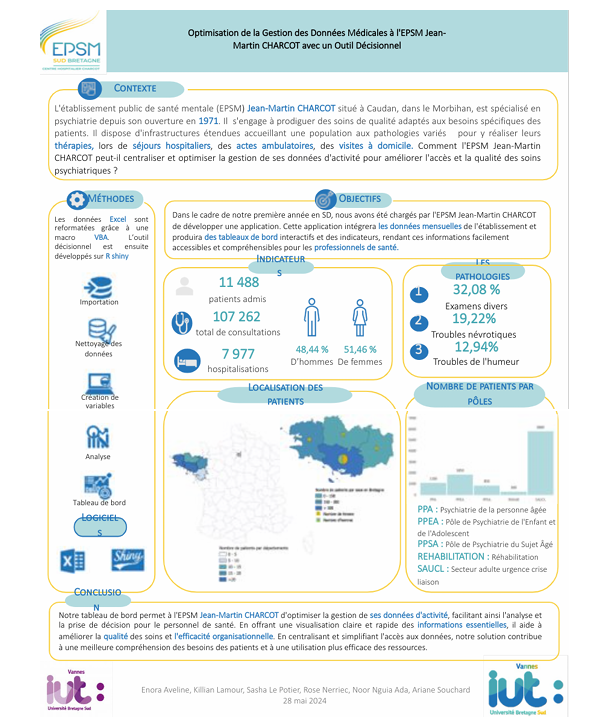 EPSM
SUD BRETAGNE
Optimisation de la Gestion des Données Médicales à l'EPSM Jean-
Martin CHARCOT avec un Outil Décisionnel
CONTEXTE
L'établissement public de santé mentale (EPSM) Jean-Martin CHARCOT situé à Caudan, dans le Morbihan, est spécialisé en
psychiatrie depuis son ouverture en 1971. Il s'engage à prodiguer des soins de qualité adaptés aux besoins spécifiques des
patients. Il dispose d'infrastructures étendues accueillant une population aux pathologies variés pour y réaliser leurs
thérapies, lors de séjours hospitaliers, des actes ambulatoires, des visites à domicile. Comment l'EPSM Jean-Martin
CHARCOT peut-il centraliser et optimiser la gestion de ses données d'activité pour améliorer l'accès et la qualité des soins
psychiatriques ?
MÉTHODES
Les données Excel sont
reformatées grâce à une
macro VBA. L'outil
décisionnel est ensuite
développés sur R shiny
Importation
Nettoyage des
données
Création de
variables
Analyse
Tableau de bord
LOGICIEL
S
Shiny
OBJECTIFS
Dans le cadre de notre première année en SD, nous avons été chargés par l'EPSM Jean-Martin CHARCOT
de développer une application. Cette application intégrera les données mensuelles de l'établissement et
produira des tableaux de bord interactifs et des indicateurs, rendant ces informations facilement
accessibles et compréhensibles pour les professionnels de santé.
INDICATEUR
S
11 488
patients admis
107 262
total de consultations
7 977
hospitalisations
48,44 %
D'hommes
51,46 %
De femmes
LES
PATHOLOGIES
1
32,08 %
Examens divers
2
19,22%
Troubles névrotiques
3
12,94%
Troubles de l'humeur
LOCALISATION DES
PATIENTS
NOMBRE DE PATIENTS PAR
PÔLES
PPA : Psychiatrie de la personne âgée
PPEA : Pôle de Psychiatrie de l'Enfant et
de l'Adolescent
PPSA : Pôle de Psychiatrie du Sujet Âgé
REHABILITATION : Réhabilitation
SAUCL : Secteur adulte urgence crise
liaison
CONCLUSIO
N
Notre tableau de bord permet à l'EPSM Jean-Martin CHARCOT d'optimiser la gestion de ses données d'activité, facilitant ainsi l'analyse et
la prise de décision pour le personnel de santé. En offrant une visualisation claire et rapide des informations essentielles, il aide à
améliorer la qualité des soins et l'efficacité organisationnelle. En centralisant et simplifiant l'accès aux données, notre solution contribue
à une meilleure compréhension des besoins des patients et à une utilisation plus efficace des ressources.
Vannes
iut:
Université Bretagne Sud
Enora Aveline, Killian Lamour, Sasha Le Potier, Rose Nerriec, Noor Nguia Ada, Ariane Souchard
28 mai 2024
Vannes
iut:
Université Bretagne Sud